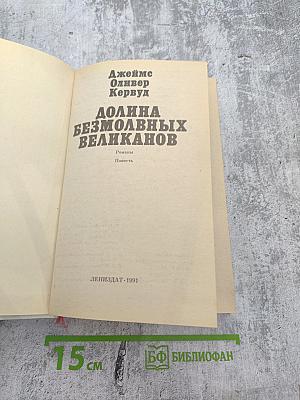 Джеймс
Оливер
Кервуд
ДОЛИНА
БЕЗМОЛВНЫХ
ВЕЛИКАНОВ
Романы
Повесть
ЛЕНИЗДАТ · 1991
15 см
БФ БИБЛИОФАН